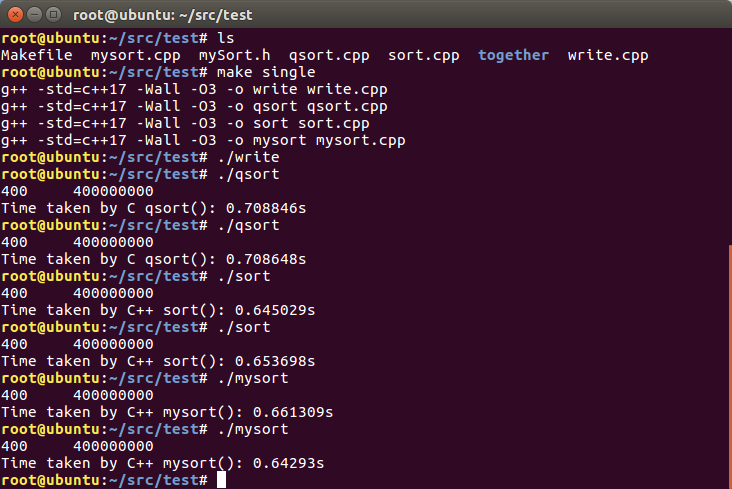 root@ubuntu: ~/src/test
root@ubuntu:~/src/test# ls
Makefile  mysort.cpp  mySort.h  qsort.cpp  sort.cpp  together  write.cpp
root@ubuntu:~/src/test# make single
g++ -std=c++17 -Wall -O3 -o write write.cpp
g++ -std=c++17 -Wall -O3 -o qsort qsort.cpp
g++ -std=c++17 -Wall -O3 -o sort sort.cpp
g++ -std=c++17 -Wall -O3 -o mysort mysort.cpp
root@ubuntu:~/src/test# ./write
root@ubuntu:~/src/test# ./qsort
400     400000000
Time taken by C qsort(): 0.708846s
root@ubuntu:~/src/test# ./qsort
400     400000000
Time taken by C qsort(): 0.708648s
root@ubuntu:~/src/test# ./sort
400     400000000
Time taken by C++ sort(): 0.645029s
root@ubuntu:~/src/test# ./sort
400     400000000
Time taken by C++ sort(): 0.653698s
root@ubuntu:~/src/test# ./mysort
400     400000000
Time taken by C++ mysort(): 0.661309s
root@ubuntu:~/src/test# ./mysort
400     400000000
Time taken by C++ mysort(): 0.64293s
root@ubuntu:~/src/test#